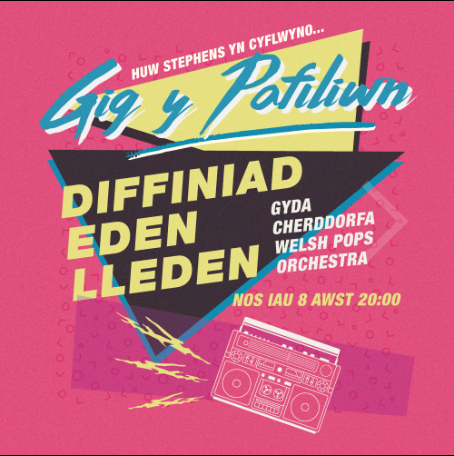 HUW STEPHENS YN CYFLWYNO...
Gig y Pafiliwn
DIFFINIAD
EDEN
LLEDEN
GYDA
CHERDDORFA
WELSH POPS
ORCHESTRA
NOS IAU 8 AWST 20:00